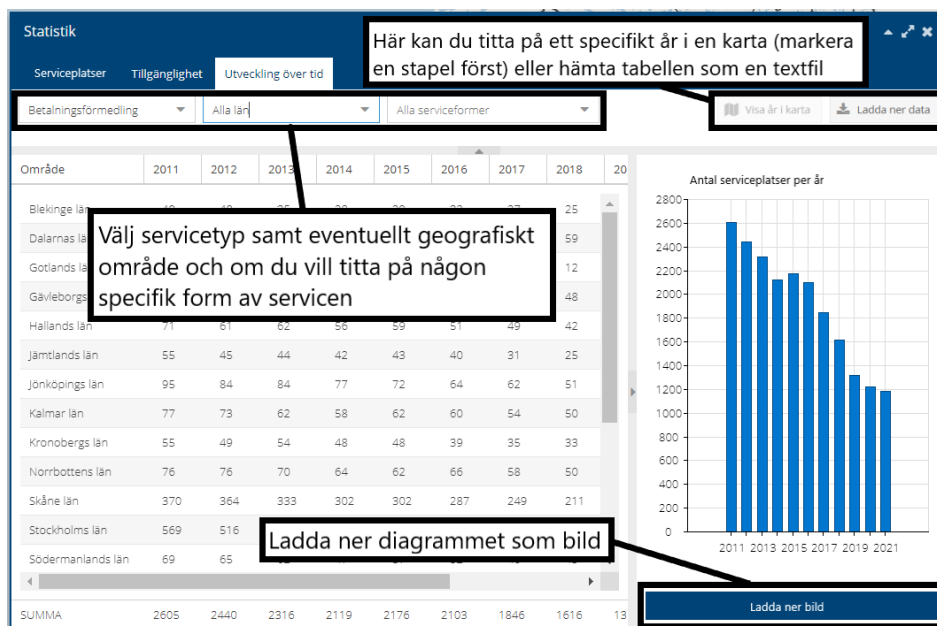 Statistik
Här kan du titta på ett specifikt år i en karta (markera
en stapel först) eller hämta tabellen som en textfil
Serviceplatser Tillgänglighet Utveckling över tid
Betalningsförmedling Alla län Alla serviceformer Visa år i karta Ladda ner data
Område 2011 2012 2013 2014 2015 2016 2017 2018 20
Antal serviceplatser per år
Blekinge län 25
Dalarnas 59
Gotlands 12
Gävleborgs 48
Välj servicetyp samt eventuellt geografiskt
område och om du vill titta på någon
specifik form av servicen
Hallands län 71 61 62 56 59 51 49 42
Jämtlands län 55 45 44 42 43 40 31 25
Jönköpings län 95 84 84 77 72 64 62 51
Kalmar län 77 73 62 58 62 60 54 50
Kronobergs län 55 49 54 48 48 39 35 33
Norrbottens län 76 76 70 64 62 66 58 50
Skåne län 370 364 333 302 302 287 249 211
Stockholms län 569 516
Södermanlands län 69 65
Ladda ner diagrammet som bild
SUMMA 2605 2440 2316 2119 2176 2103 1846 1616 13
2800
2600
2400
2200
2000
1800
1600
1400
1200
1000
800
600
400
200
0
2011 2013 2015 2017 2019 2021
Ladda ner bild